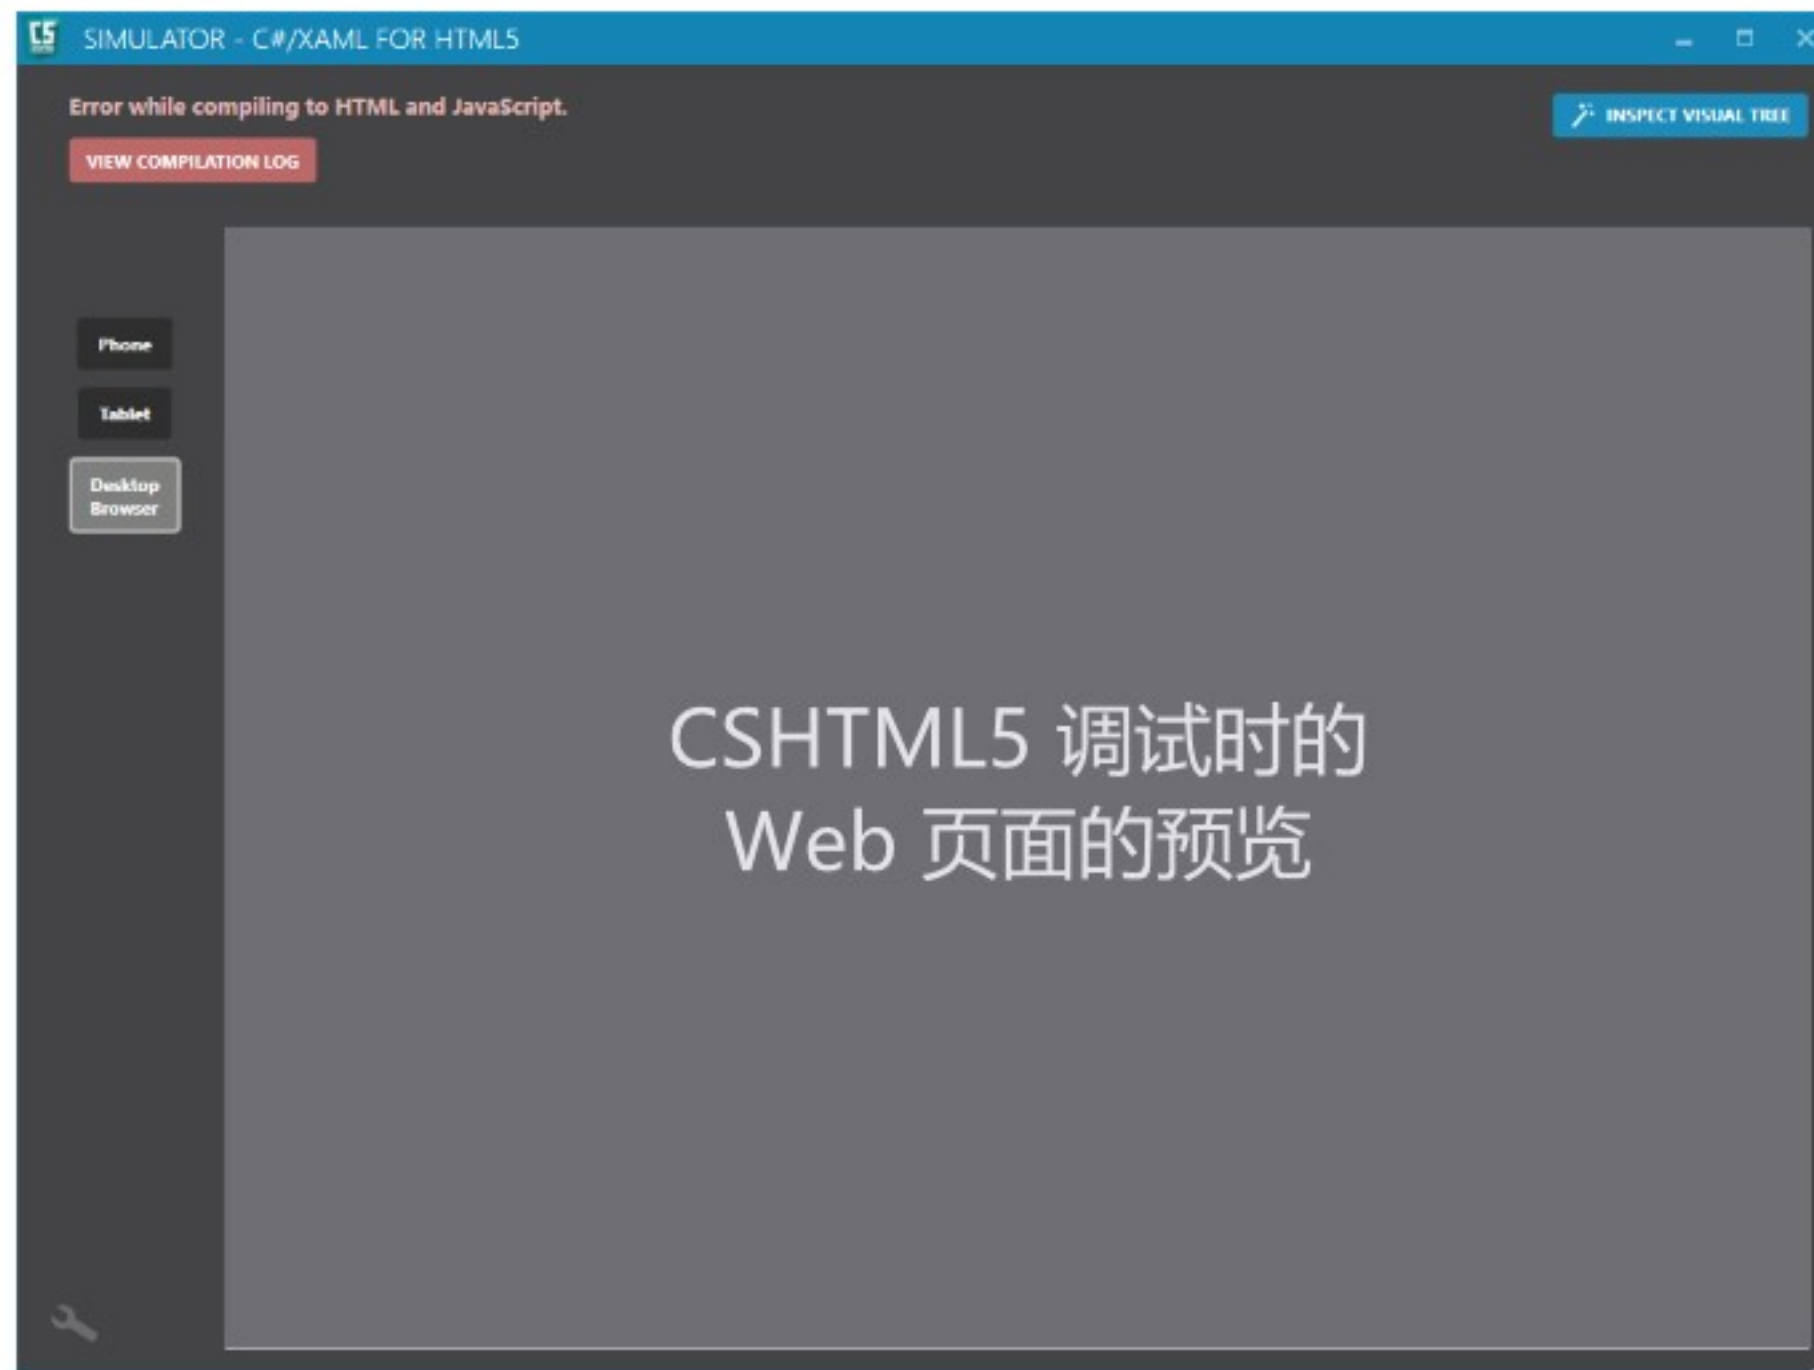 CS
SIMULATOR - C#/XAML FOR HTML5
Error while compiling to HTML and JavaScript.
INSPECT VISUAL TREE
VIEW COMPILATION LOG
Phone
Tablet
Desktop
Browser
CSHTML5 调试时的
Web 页面的预览